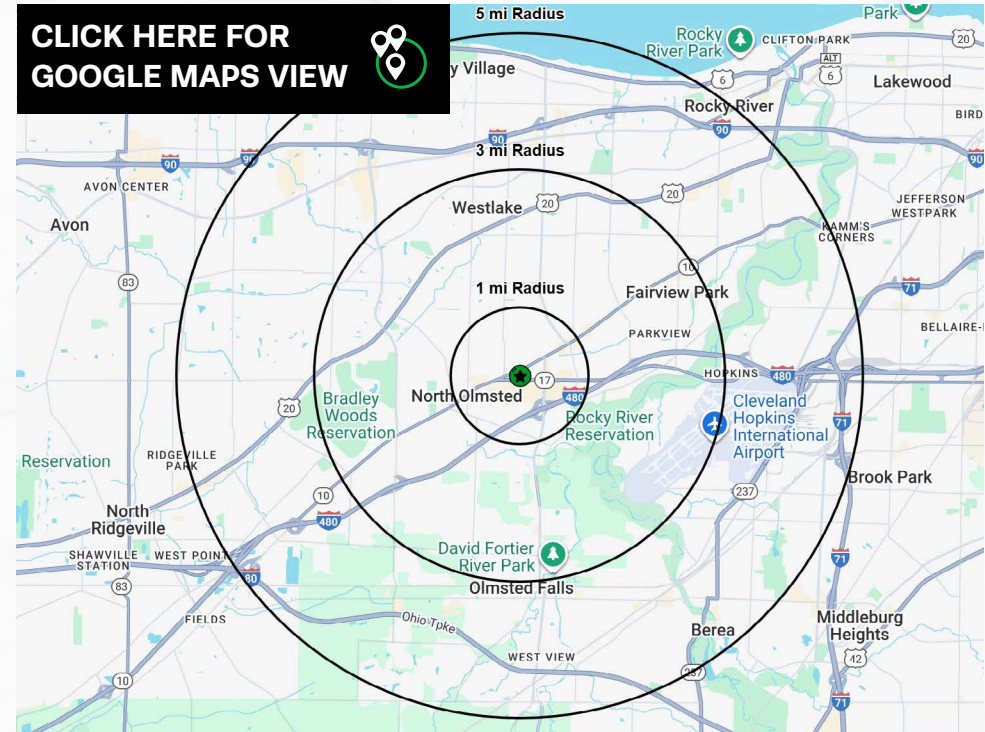 CLICK HERE FOR
GOOGLE MAPS VIEW
5 mi Radius
Park
Rocky
River Park
CLIFTON PARK
20
ALT
6
6
y Village
Lakewood
Rocky River
BIRD
90
90
90
90
90
3 mi Radius
AVON CENTER
Avon
Westlake
20
20
JEFFERSON
WESTPARK
KAMM'S
CORNERS
10
83
71
1 mi Radius
Fairview Park
PARKVIEW
BELLAIRE-
HOPKINS
480
17
North Olmsted
480
20
Bradley
Woods
Reservation
Rocky River
Reservation
Cleveland
Hopkins
International
Airport
71
Reservation
RIDGEVILLE
PARK
Brook Park
10
237
North
Ridgeville
480
SHAWVILLE
STATION
WEST POINT
David Fortier
River Park
71
80
83
Olmsted Falls
FIELDS
Ohio Tpke
Berea
Middleburg
Heights
WEST VIEW
42
237
10
71